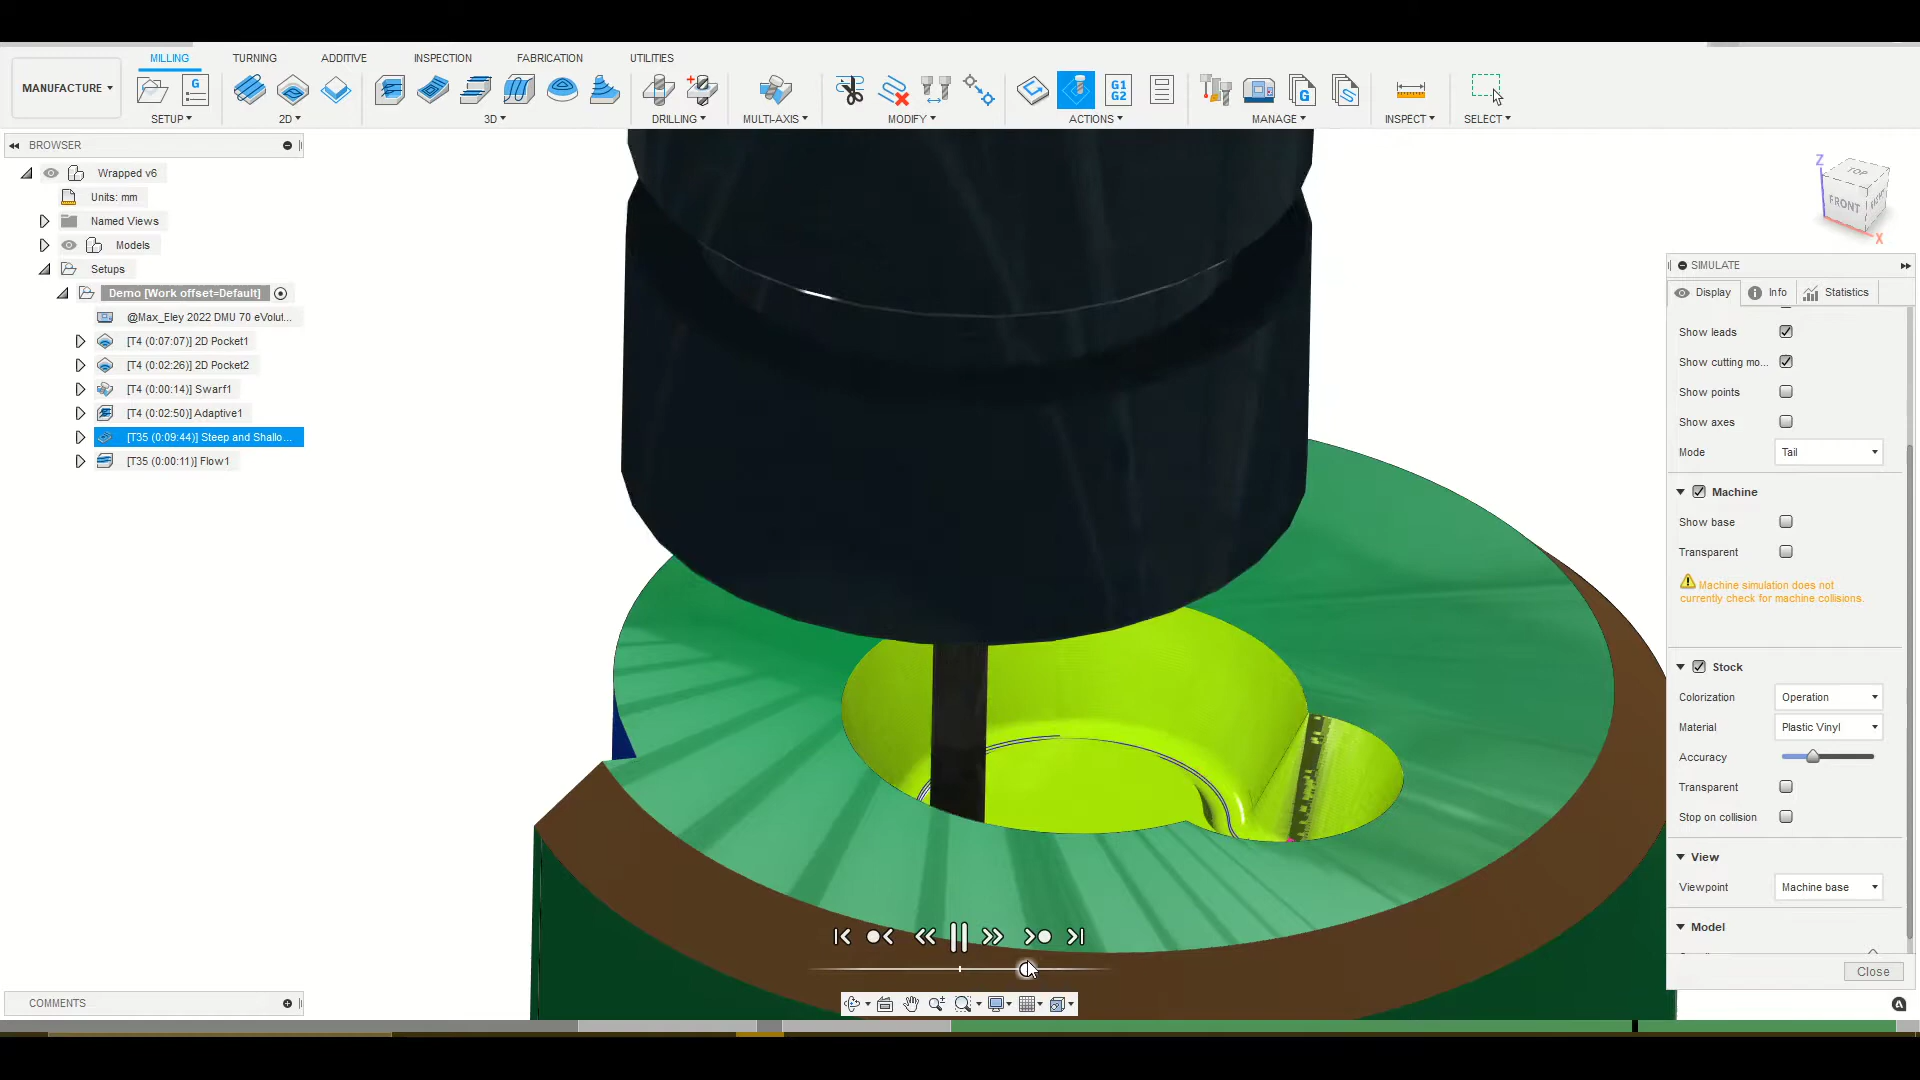 MILLING TURNING ADDITIVE INSPECTION FABRICATION UTILITIES
MANUFACTURE
G
G1
G2
G
SETUP 2D 3D DRILLING MULTI-AXIS MODIFY ACTIONS MANAGE INSPECT SELECT
BROWSER
Wrapped v6
Units: mm
Named Views
Models
Setups
Demo [Work offset=Default]
@Max_Eley 2022 DMU 70 eVolut...
[T4 (0:07:07)] 2D Pocket1
[T4 (0:02:26)] 2D Pocket2
[T4 (0:00:14)] Swarf1
[T4 (0:02:50)] Adaptive1
[T35 (0:09:44)] Steep and Shallo...
[T35 (0:00:11)] Flow1
COMMENTS
Z
TOP
FRONT
RIGHT
X
SIMULATE
Display Info Statistics
Show leads
Show cutting mo...
Show points
Show axes
Mode Tail
Machine
Show base
Transparent
Machine simulation does not
currently check for machine collisions.
Stock
Colorization Operation
Material Plastic Vinyl
Accuracy
Transparent
Stop on collision
View
Viewpoint Machine base
Model
Close